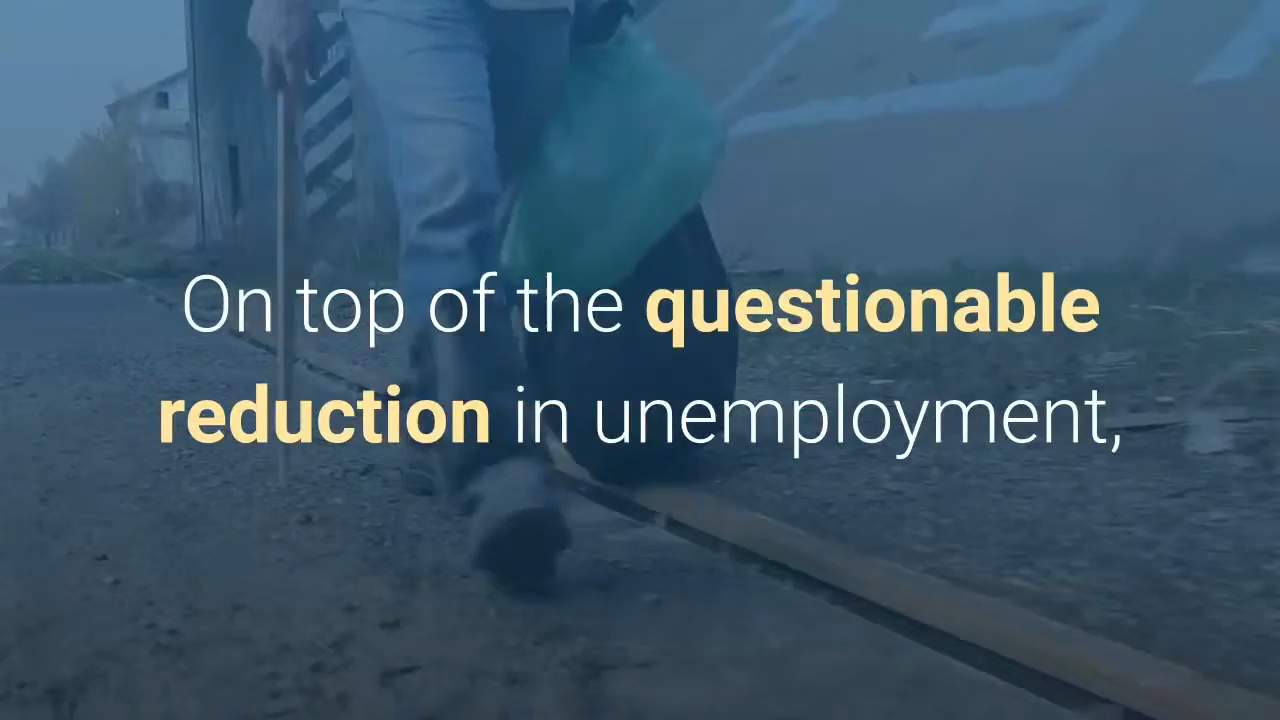 On top of the questionable
reduction in unemployment,